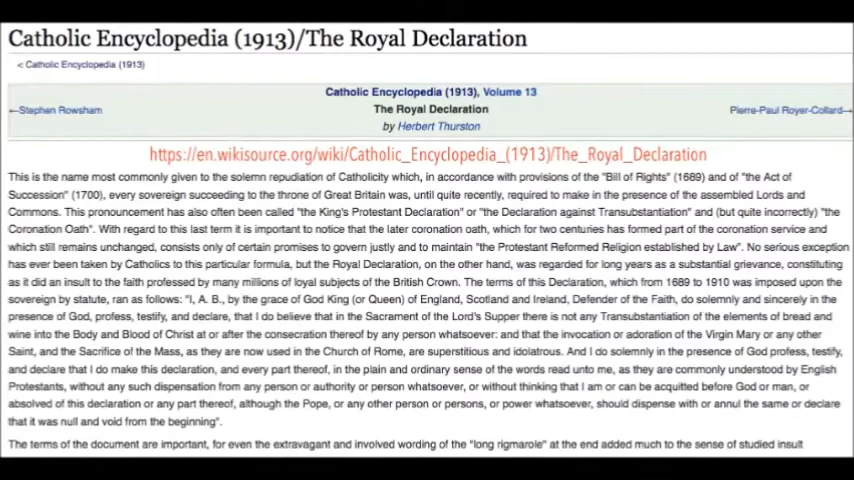 Catholic Encyclopedia (1913)/The Royal Declaration
< Catholic Encyclopedia (1913)
Catholic Encyclopedia (1913), Volume 13
←Stephen Rowsham
The Royal Declaration
Pierre-Paul Royer-Collard→
by Herbert Thurston
https://en.wikisource.org/wiki/Catholic_Encyclopedia_(1913)/The_Royal_Declaration
This is the name most commonly given to the solemn repudiation of Catholicity which, in accordance with provisions of the "Bill of Rights" (1689) and of "the Act of
Succession" (1700), every sovereign succeeding to the throne of Great Britain was, until quite recently, required to make in the presence of the assembled Lords and
Commons. This pronouncement has also often been called "the King's Protestant Declaration" or "the Declaration against Transubstantiation" and (but quite incorrectly) "the
Coronation Oath". With regard to this last term it is important to notice that the later coronation oath, which for two centuries has formed part of the coronation service and
which still remains unchanged, consists only of certain promises to govern justly and to maintain "the Protestant Reformed Religion established by Law". No serious exception
has ever been taken by Catholics to this particular formula, but the Royal Declaration, on the other hand, was regarded for long years as a substantial grievance, constituting
as it did an insult to the faith professed by many millions of loyal subjects of the British Crown. The terms of this Declaration, which from 1689 to 1910 was imposed upon the
sovereign by statute, ran as follows: "I, A. B., by the grace of God King (or Queen) of England, Scotland and Ireland, Defender of the Faith, do solemnly and sincerely in the
presence of God, profess, testify, and declare, that I do believe that in the Sacrament of the Lord's Supper there is not any Transubstantiation of the elements of bread and
wine into the Body and Blood of Christ at or after the consecration thereof by any person whatsoever: and that the invocation or adoration of the Virgin Mary or any other
Saint, and the Sacrifice of the Mass, as they are now used in the Church of Rome, are superstitious and idolatrous. And I do solemnly in the presence of God profess, testify,
and declare that I do make this declaration, and every part thereof, in the plain and ordinary sense of the words read unto me, as they are commonly understood by English
Protestants, without any such dispensation from any person or authority or person whatsoever, or without thinking that I am or can be acquitted before God or man, or
absolved of this declaration or any part thereof, although the Pope, or any other person or persons, or power whatsoever, should dispense with or annul the same or declare
that it was null and void from the beginning".
The terms of the document are important, for even the extravagant and involved wording of the "long rigmarole" at the end added much to the sense of studied insult